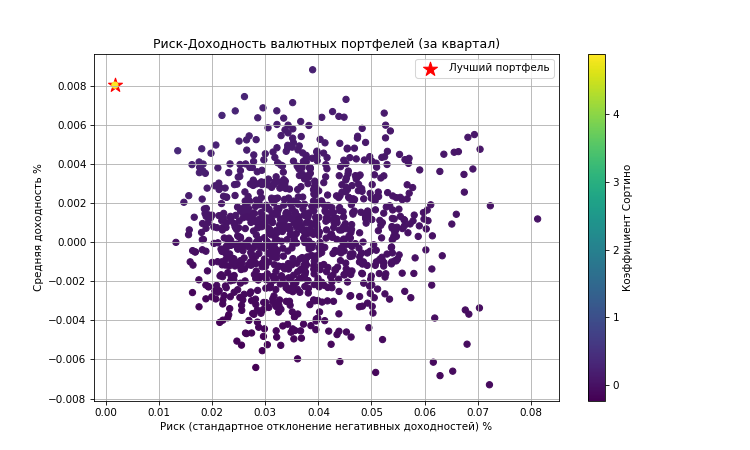 Риск-Доходность валютных портфелей (за квартал)
Лучший портфель
Средняя доходность %
0.008
0.006
0.004
0.002
0.000
−0.002
−0.004
−0.006
−0.008
0.00 0.01 0.02 0.03 0.04 0.05 0.06 0.07 0.08
Риск (стандартное отклонение негативных доходностей) %
4
3
2
1
0
Коэффициент Сортино